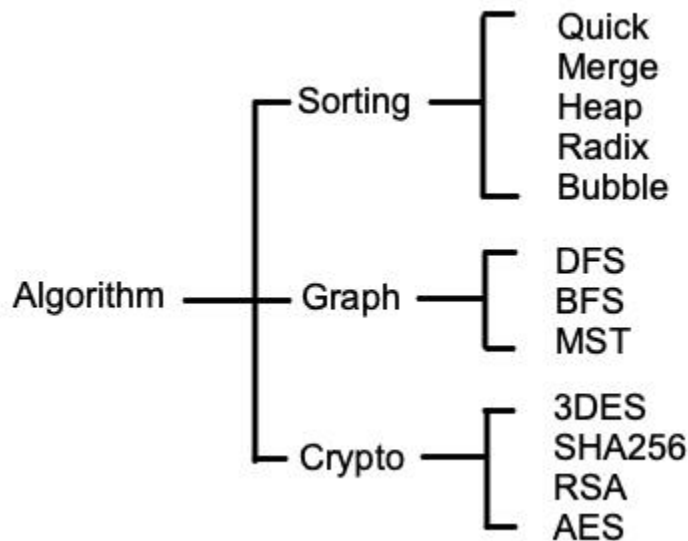 Algorithm
Sorting
Quick
Merge
Heap
Radix
Bubble
Graph
DFS
BFS
MST
Crypto
3DES
SHA256
RSA
AES